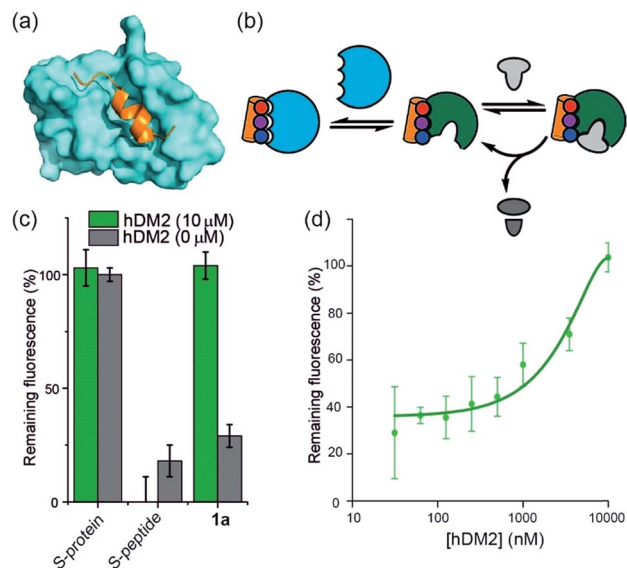 (a)
(b)
(c)
hDM2 (10 μM)
hDM2 (0 μM)
Remaining fluorescence (%)
100
50
0
S-protein
S-peptide
1a
(d)
Remaining fluorescence (%)
100
80
60
40
20
0
10
100
1000
10000
[hDM2] (nM)